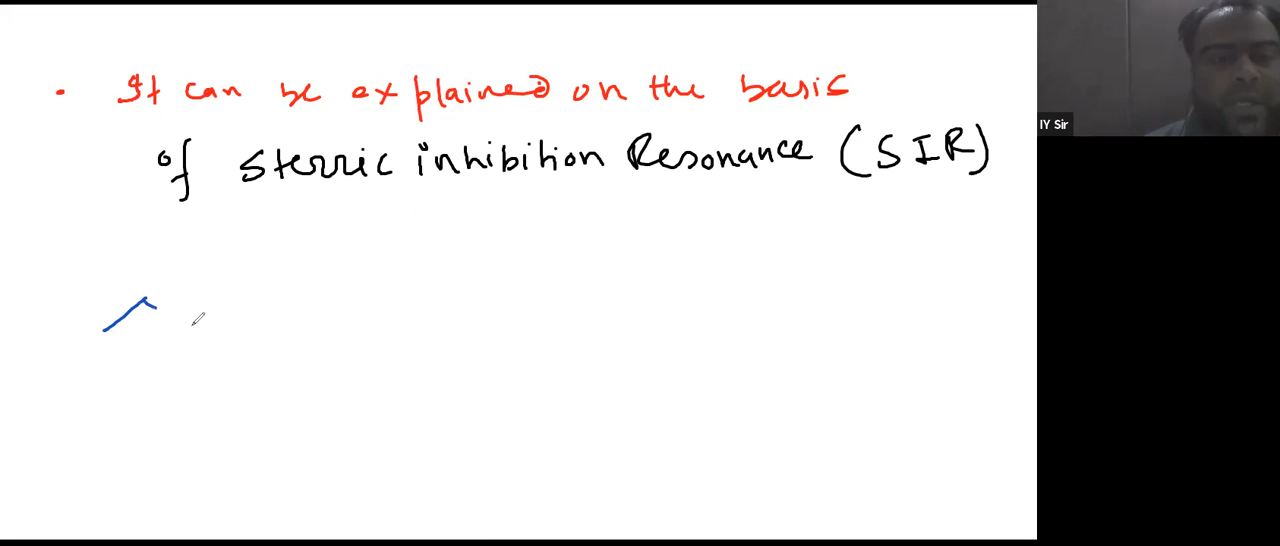 . It can be explained on the basis
of Sterric inhibition Resonance (SIR)
IY Sir